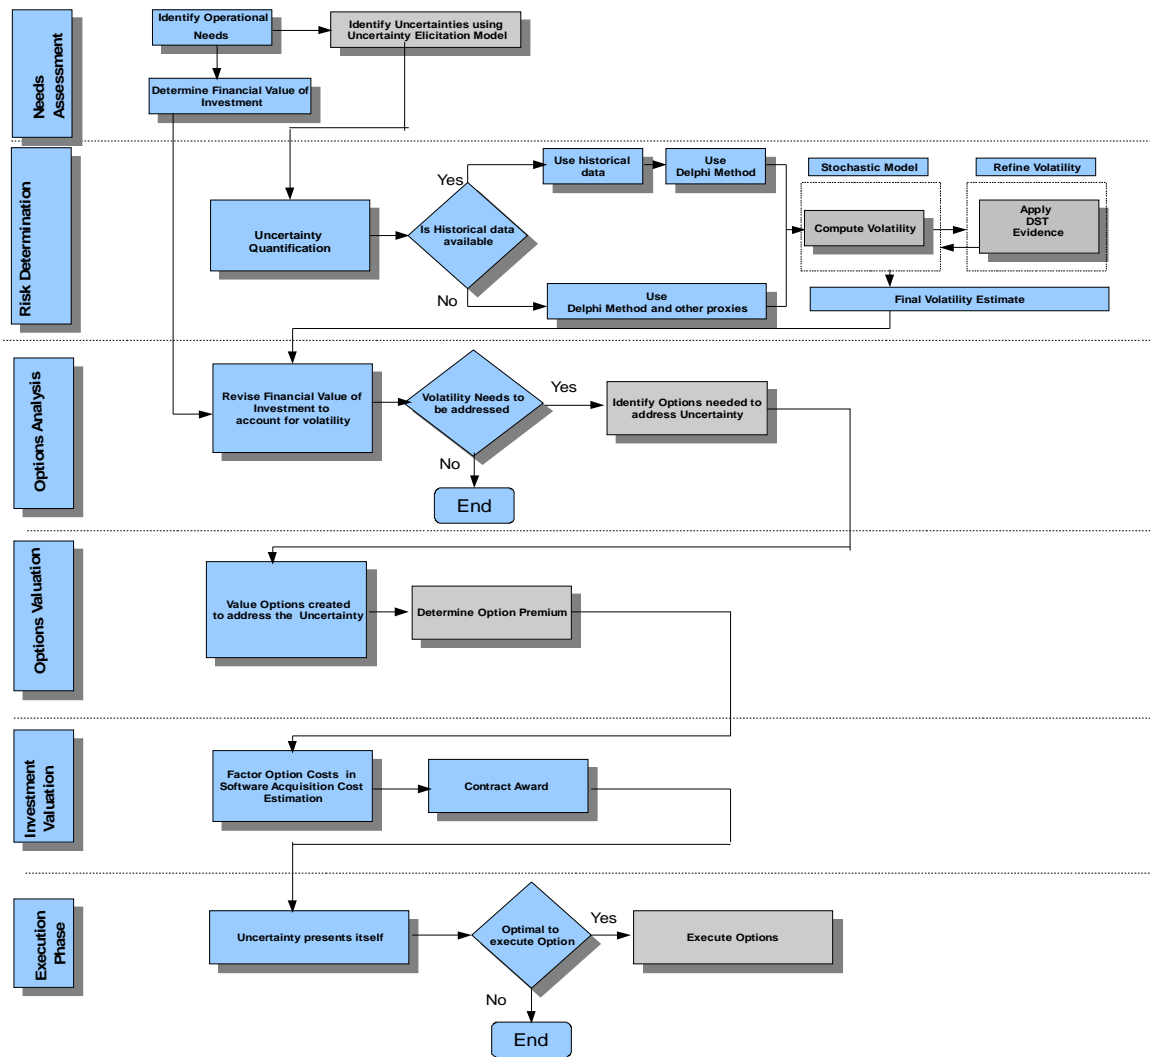 Needs
Assessment
Identify Operational
Needs
Identify Uncertainties using
Uncertainty Elicitation Model
Determine Financial Value of
Investment
Risk Determination
Uncertainty
Quantification
Is Historical data
available
Yes
No
Use historical
data
Use
Delphi Method
Use
Delphi Method and other proxies
Stochastic Model
Compute Volatility
Refine Volatility
Apply
DST
Evidence
Final Volatility Estimate
Options Analysis
Revise Financial Value of
Investment to
account for volatility
Volatility Needs to
be addressed
Yes
No
End
Identify Options needed to
address Uncertainty
Options Valuation
Value Options created
to address the Uncertainty
Determine Option Premium
Investment
Valuation
Factor Option Costs in
Software Acquisition Cost
Estimation
Contract Award
Execution
Phase
Uncertainty presents itself
Optimal to
execute Option
Yes
No
End
Execute Options